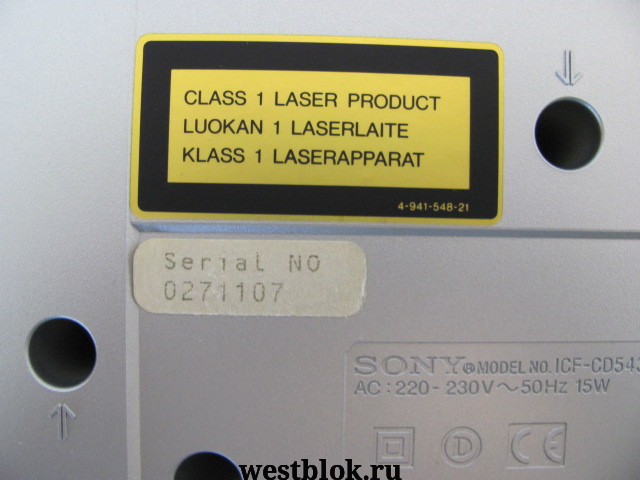 CLASS 1 LASER PRODUCT
LUOKAN 1 LASERLAITE
KLASS 1 LASERAPPARAT
4-941-548-21
Serial NO
0271107
SONY® MODEL NO. ICF-CD543
AC : 220 - 230V ~ 50Hz 15W
D CE
westblok.ru